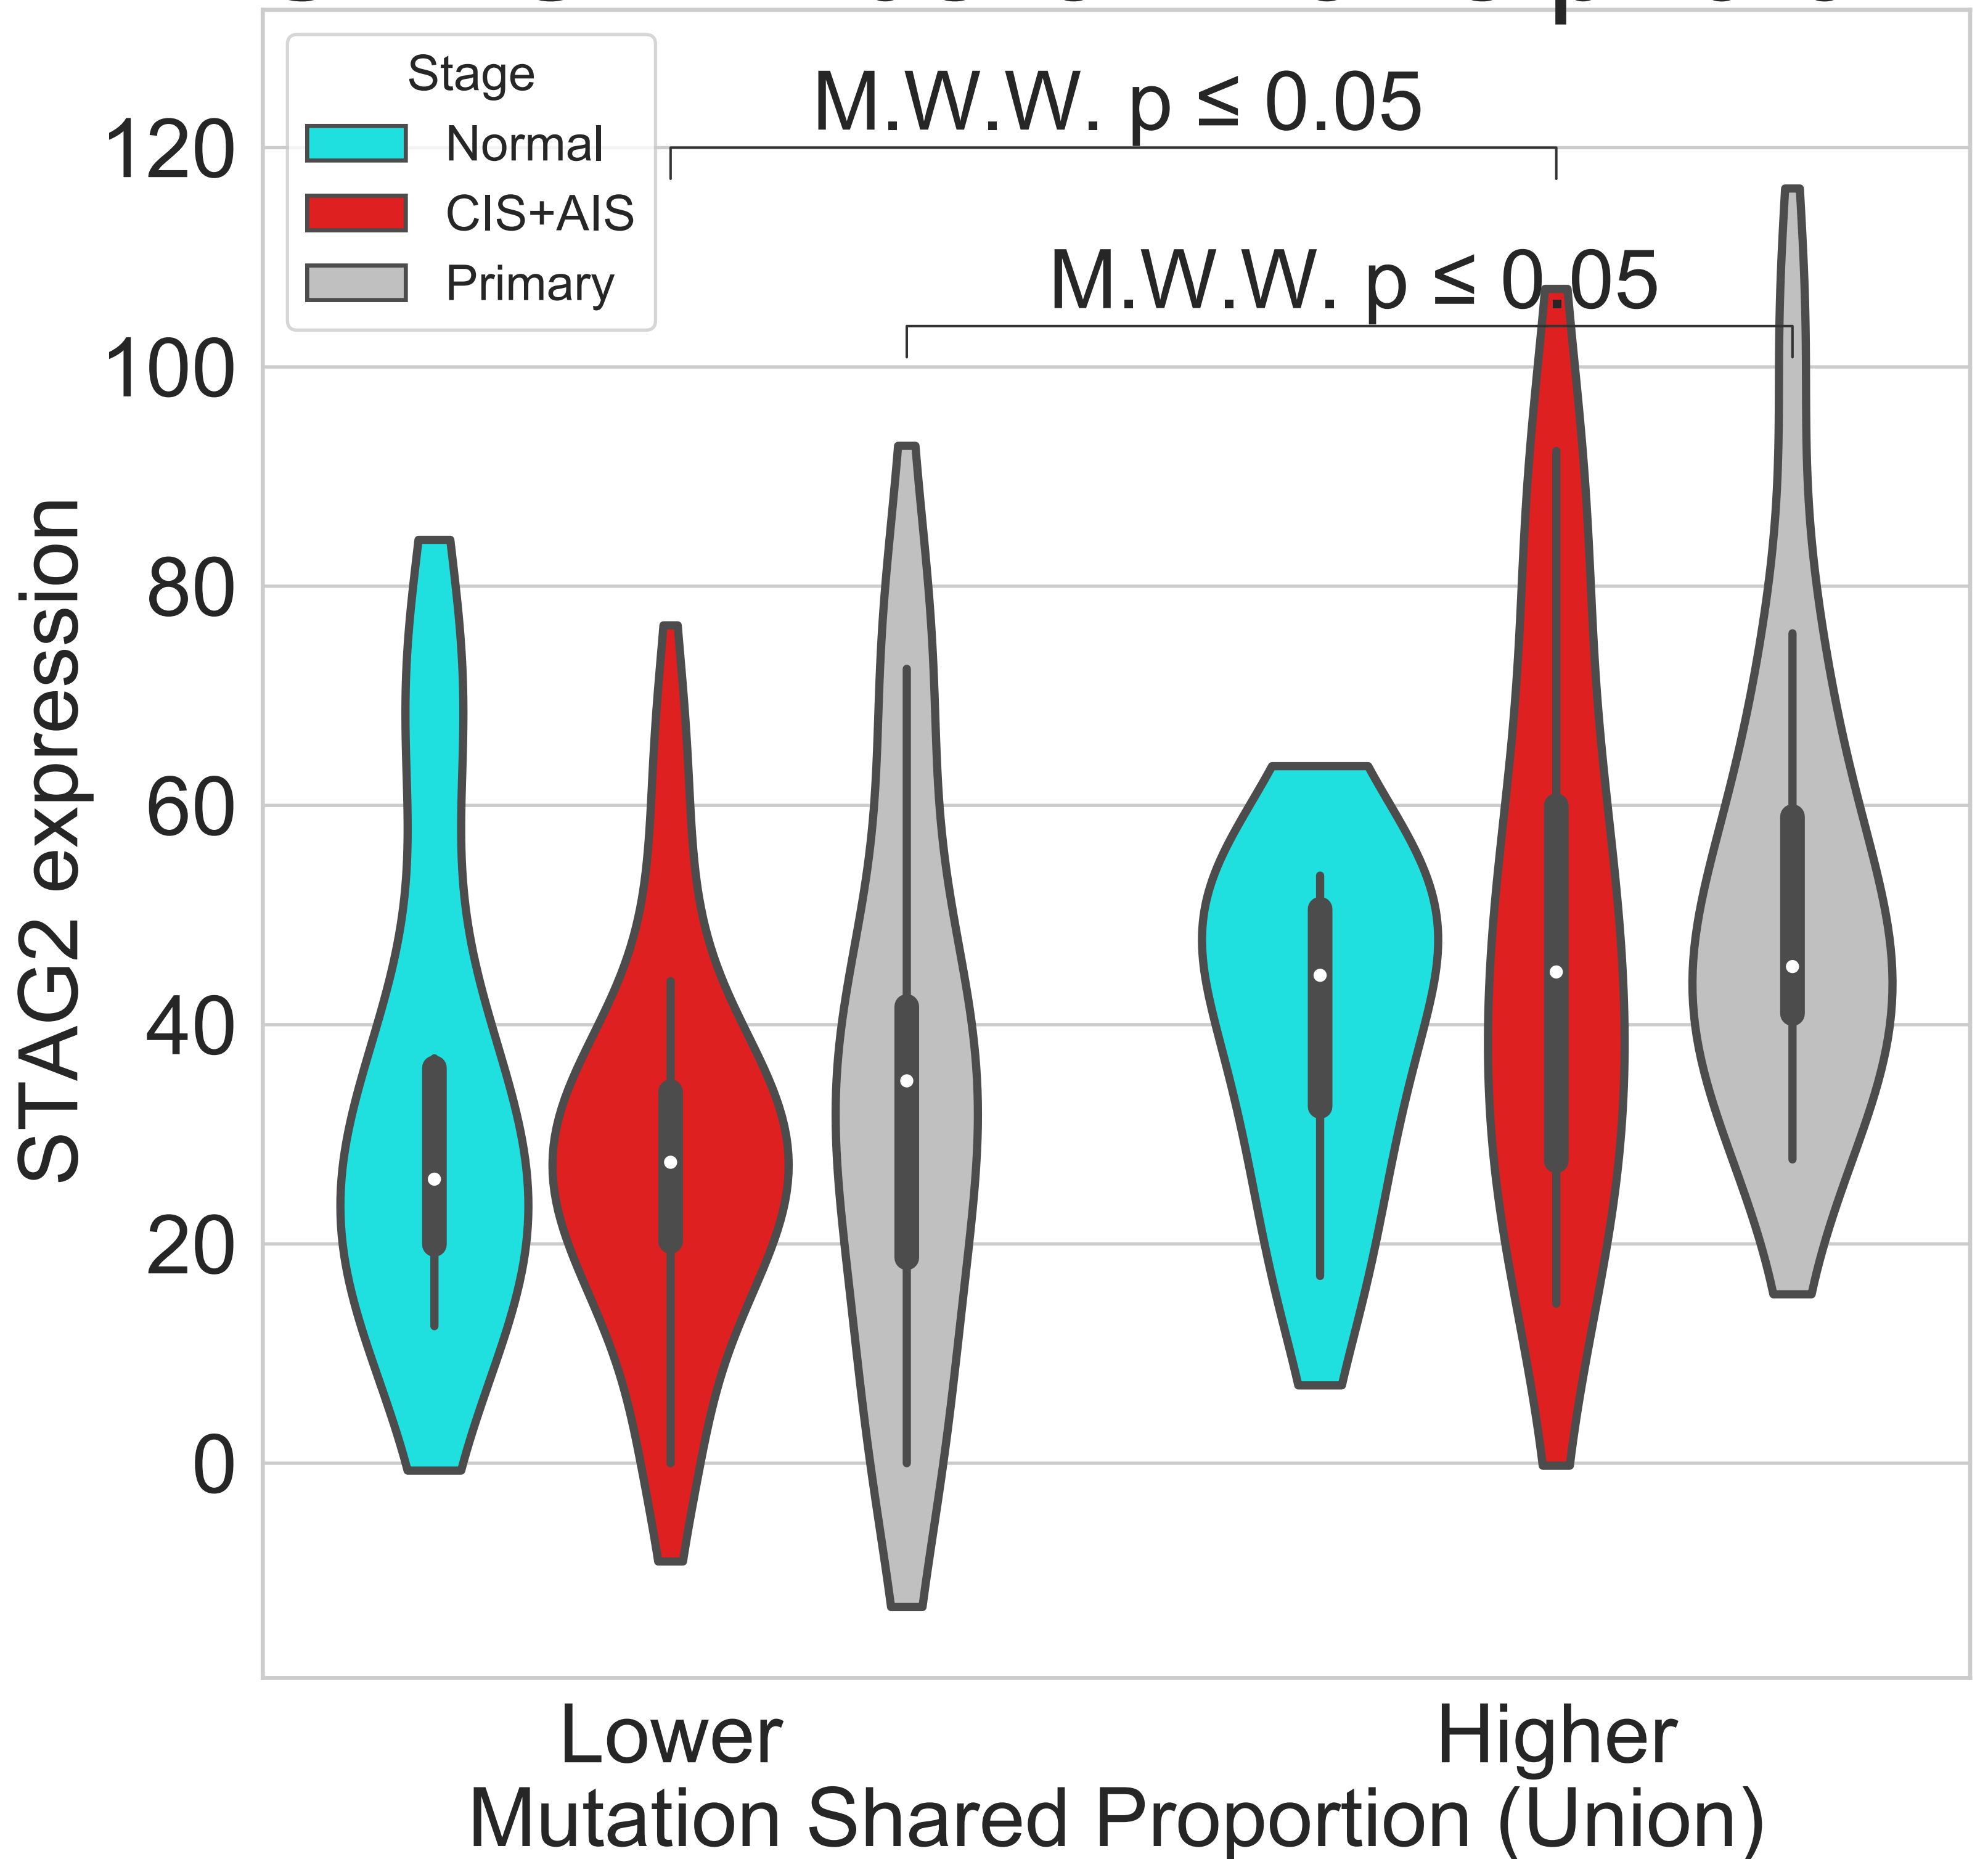 Stage
Normal
CIS+AIS
Primary
M.W.W. p ≤ 0.05
M.W.W. p ≤ 0.05
120
100
80
60
40
20
0
STAG2 expression
Lower
Higher
Mutation Shared Proportion (Union)